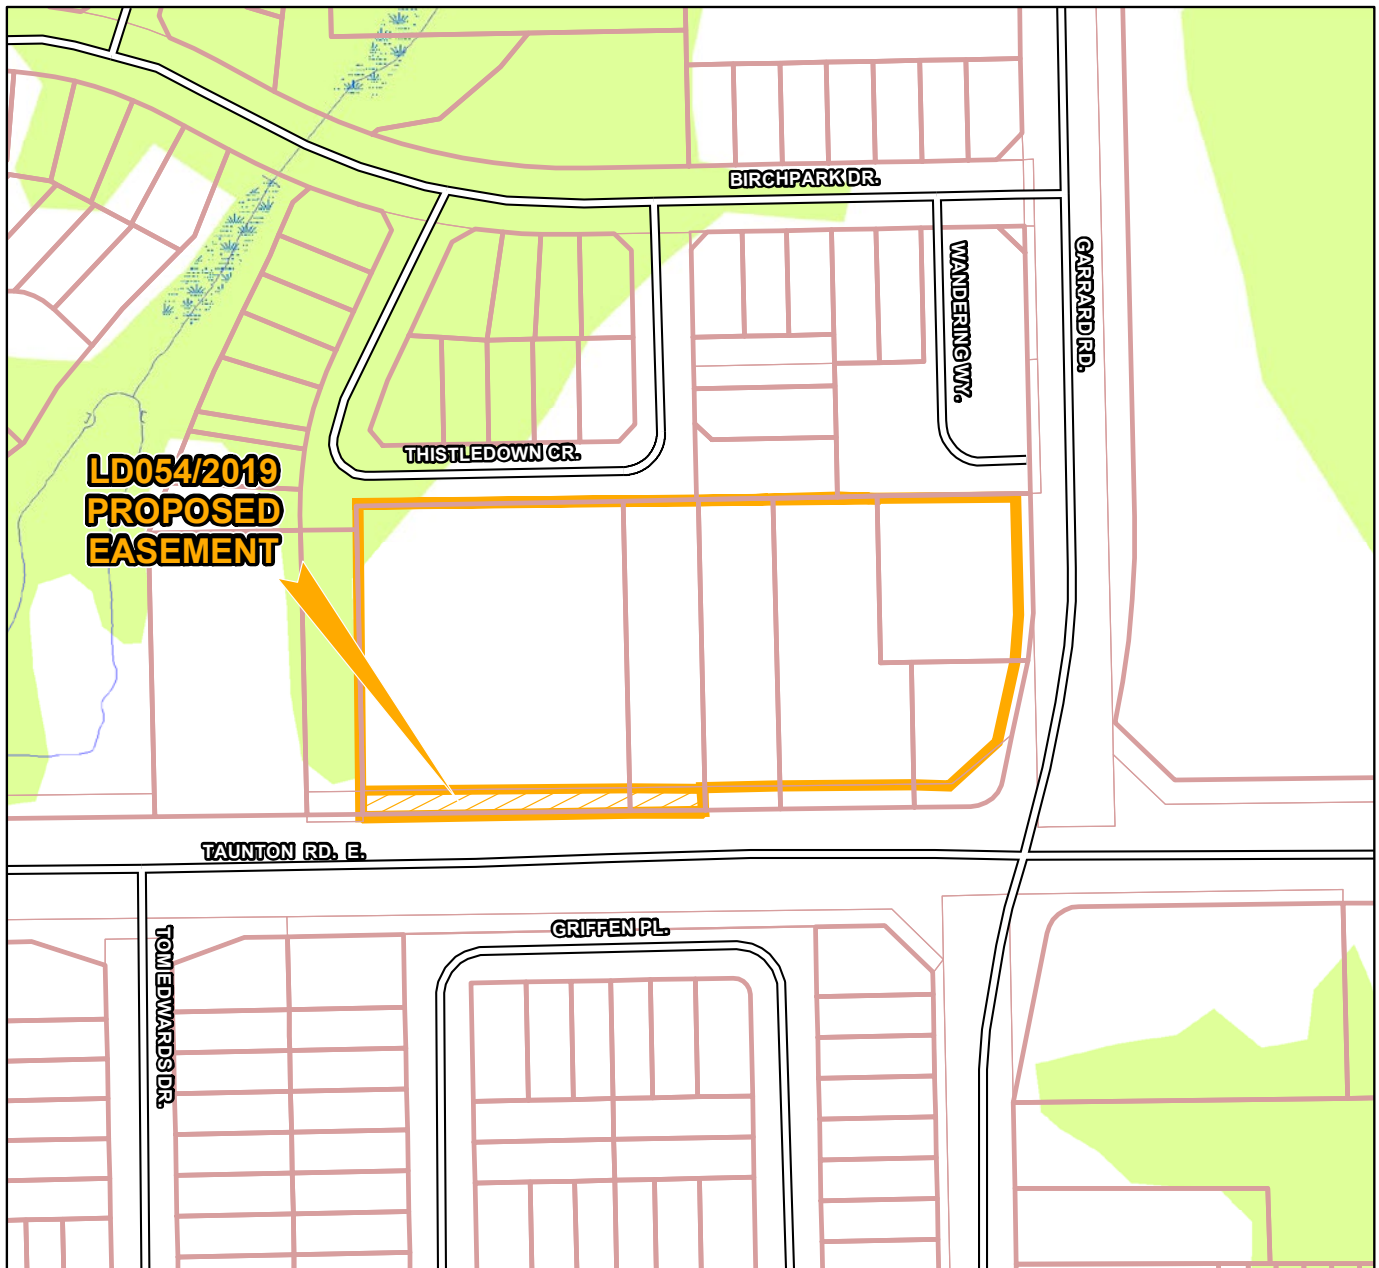 BIRCHPARK DR.
GARRARD RD.
WANDERING WY.
THISTLEDOWN CR.
LD054/2019
PROPOSED
EASEMENT
TAUNTON RD. E.
GRIFFEN PL.
TOM EDWARDS DR.